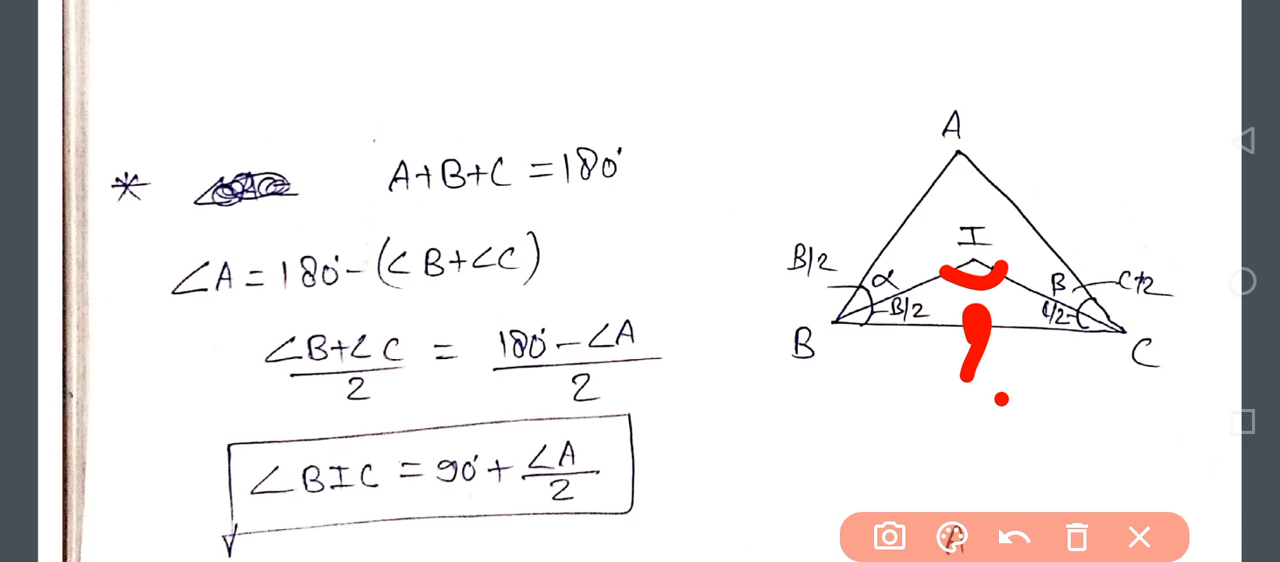 * A+B+C = 180°
∠A = 180° - (∠B+∠C)
∠B+∠C / 2 = 180° - ∠A / 2
∠BIC = 90° + ∠A/2
A
I
B/2 α B C/2
B/2 C/2
B C
?